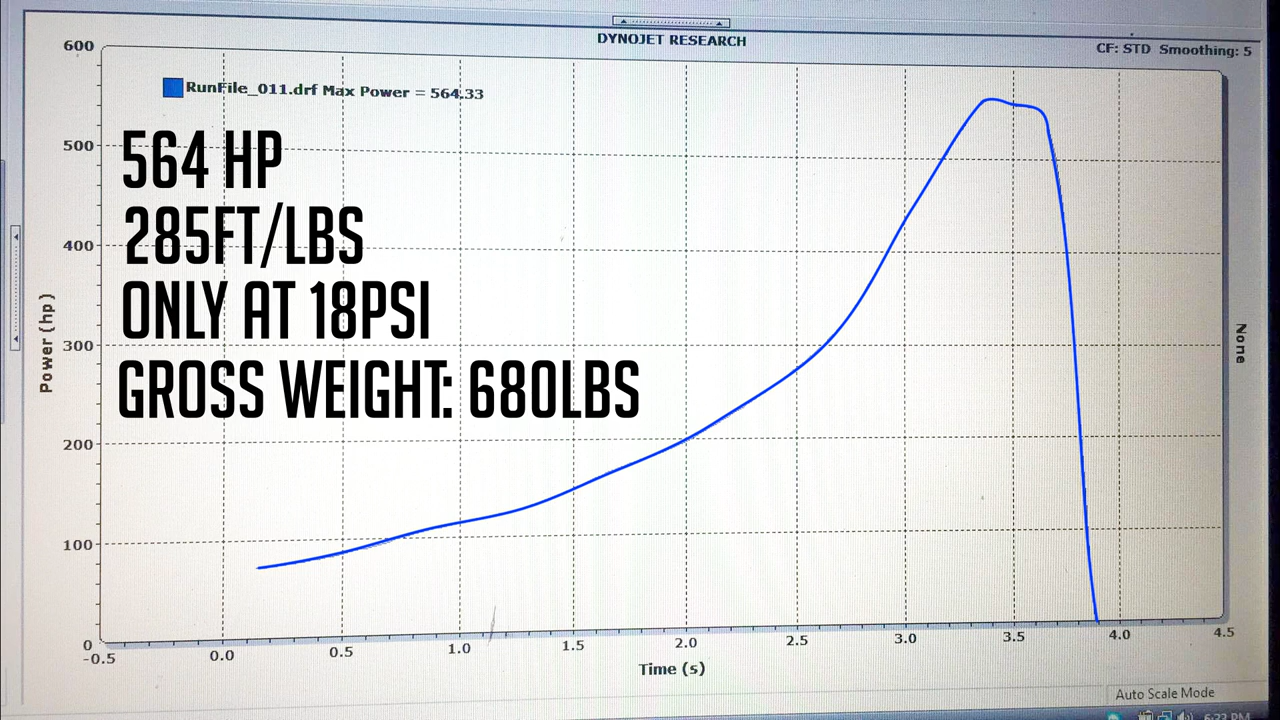 DYNOJET RESEARCH
CF: STD Smoothing: 5
RunFile_011.drf Max Power = 564.33
564 HP
285FT/LBS
ONLY AT 18PSI
GROSS WEIGHT: 680LBS
600
500
400
300
200
100
0
Power (hp)
None
-0.5 0.0 0.5 1.0 1.5 2.0 2.5 3.0 3.5 4.0 4.5
Time (s)
Auto Scale Mode
6:23 PM